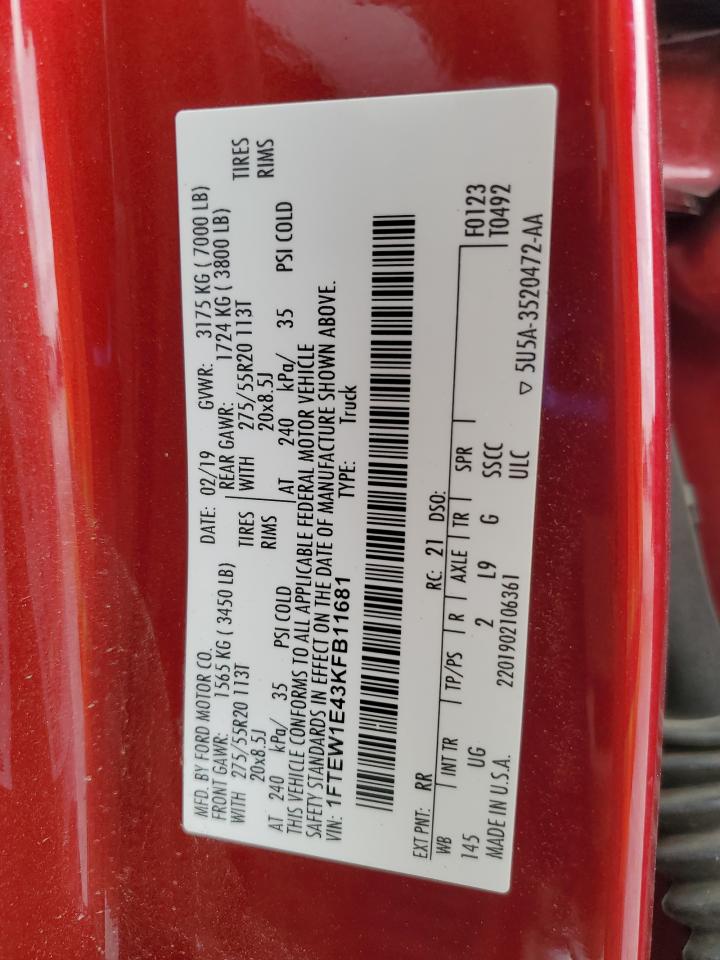 MFD. BY FORD MOTOR CO. DATE: 02/19 GVWR: 3175 KG ( 7000 LB)
FRONT GAWR: 1565 KG ( 3450 LB) REAR GAWR: 1724 KG ( 3800 LB)
WITH 275/55R20 113T TIRES WITH 275/55R20 113T TIRES
20x8.5J RIMS 20x8.5J RIMS
AT 240 kPa/ 35 PSI COLD AT 240 kPa/ 35 PSI COLD
THIS VEHICLE CONFORMS TO ALL APPLICABLE FEDERAL MOTOR VEHICLE
SAFETY STANDARDS IN EFFECT ON THE DATE OF MANUFACTURE SHOWN ABOVE.
VIN: 1FTEW1E43KFB11681 TYPE: Truck
EXT PNT: RR RC: 21 DSO: F0123
WB INT TR TP/PS R AXLE TR SPR T0492
145 UG 2 L9 G SSCC
MADE IN U.S.A. 2201902106361 ULC ▽ 5U5A-3520472-AA